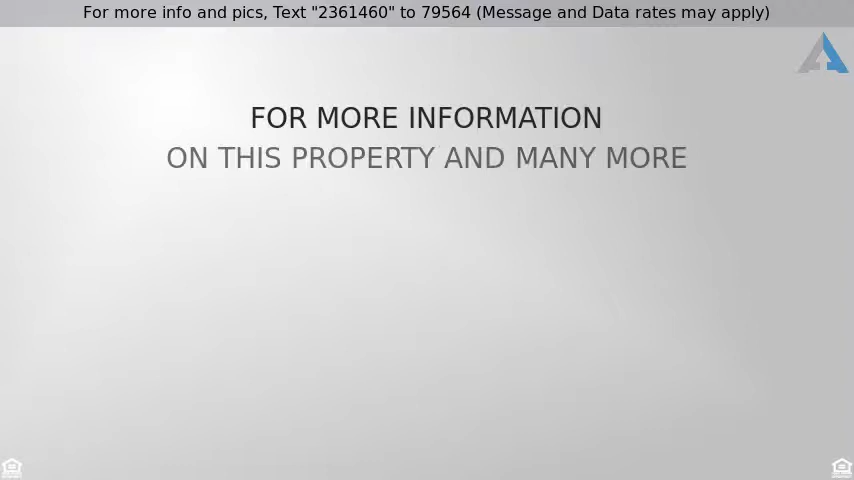 For more info and pics, Text "2361460" to 79564 (Message and Data rates may apply)
FOR MORE INFORMATION
ON THIS PROPERTY AND MANY MORE